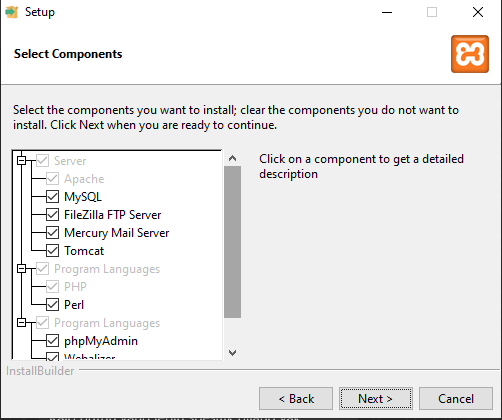 Setup
Select Components
Select the components you want to install; clear the components you do not want to
install. Click Next when you are ready to continue.
Server
Apache
MySQL
FileZilla FTP Server
Mercury Mail Server
Tomcat
Program Languages
PHP
Perl
Program Languages
phpMyAdmin
Webalizer
Click on a component to get a detailed
description
InstallBuilder
< Back
Next >
Cancel